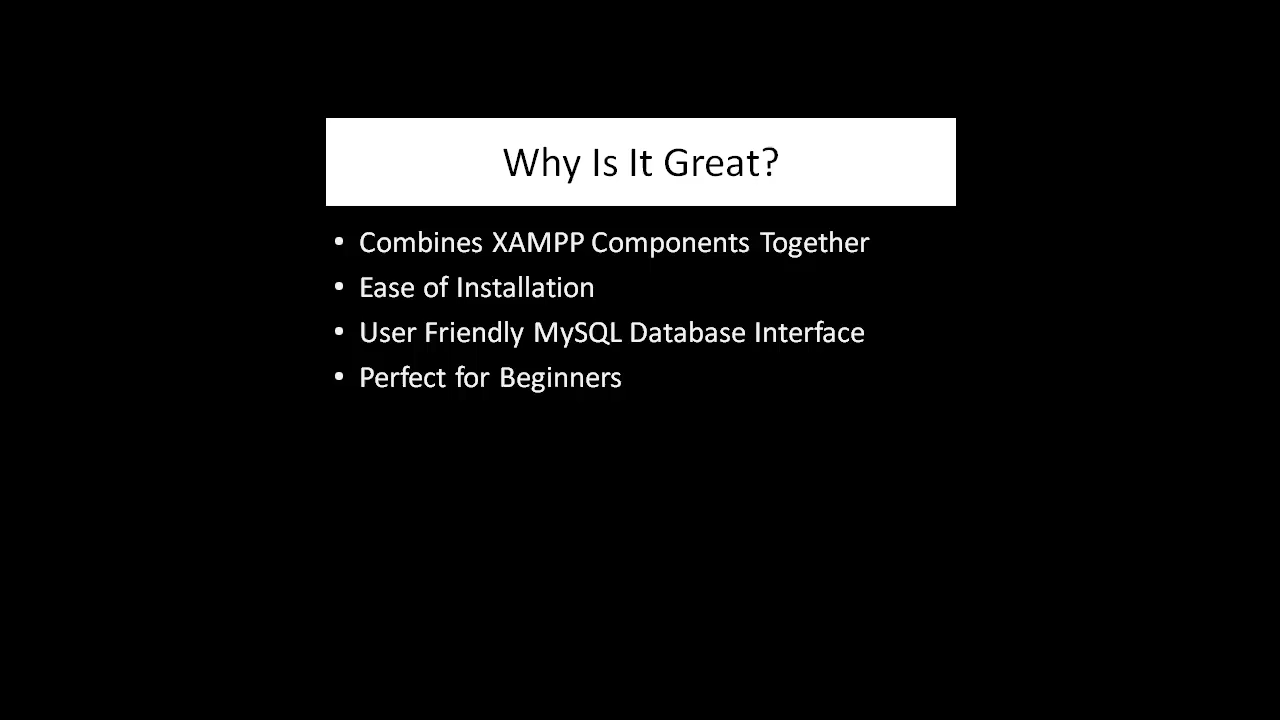 Why Is It Great?
• Combines XAMPP Components Together
• Ease of Installation
• User Friendly MySQL Database Interface
• Perfect for Beginners